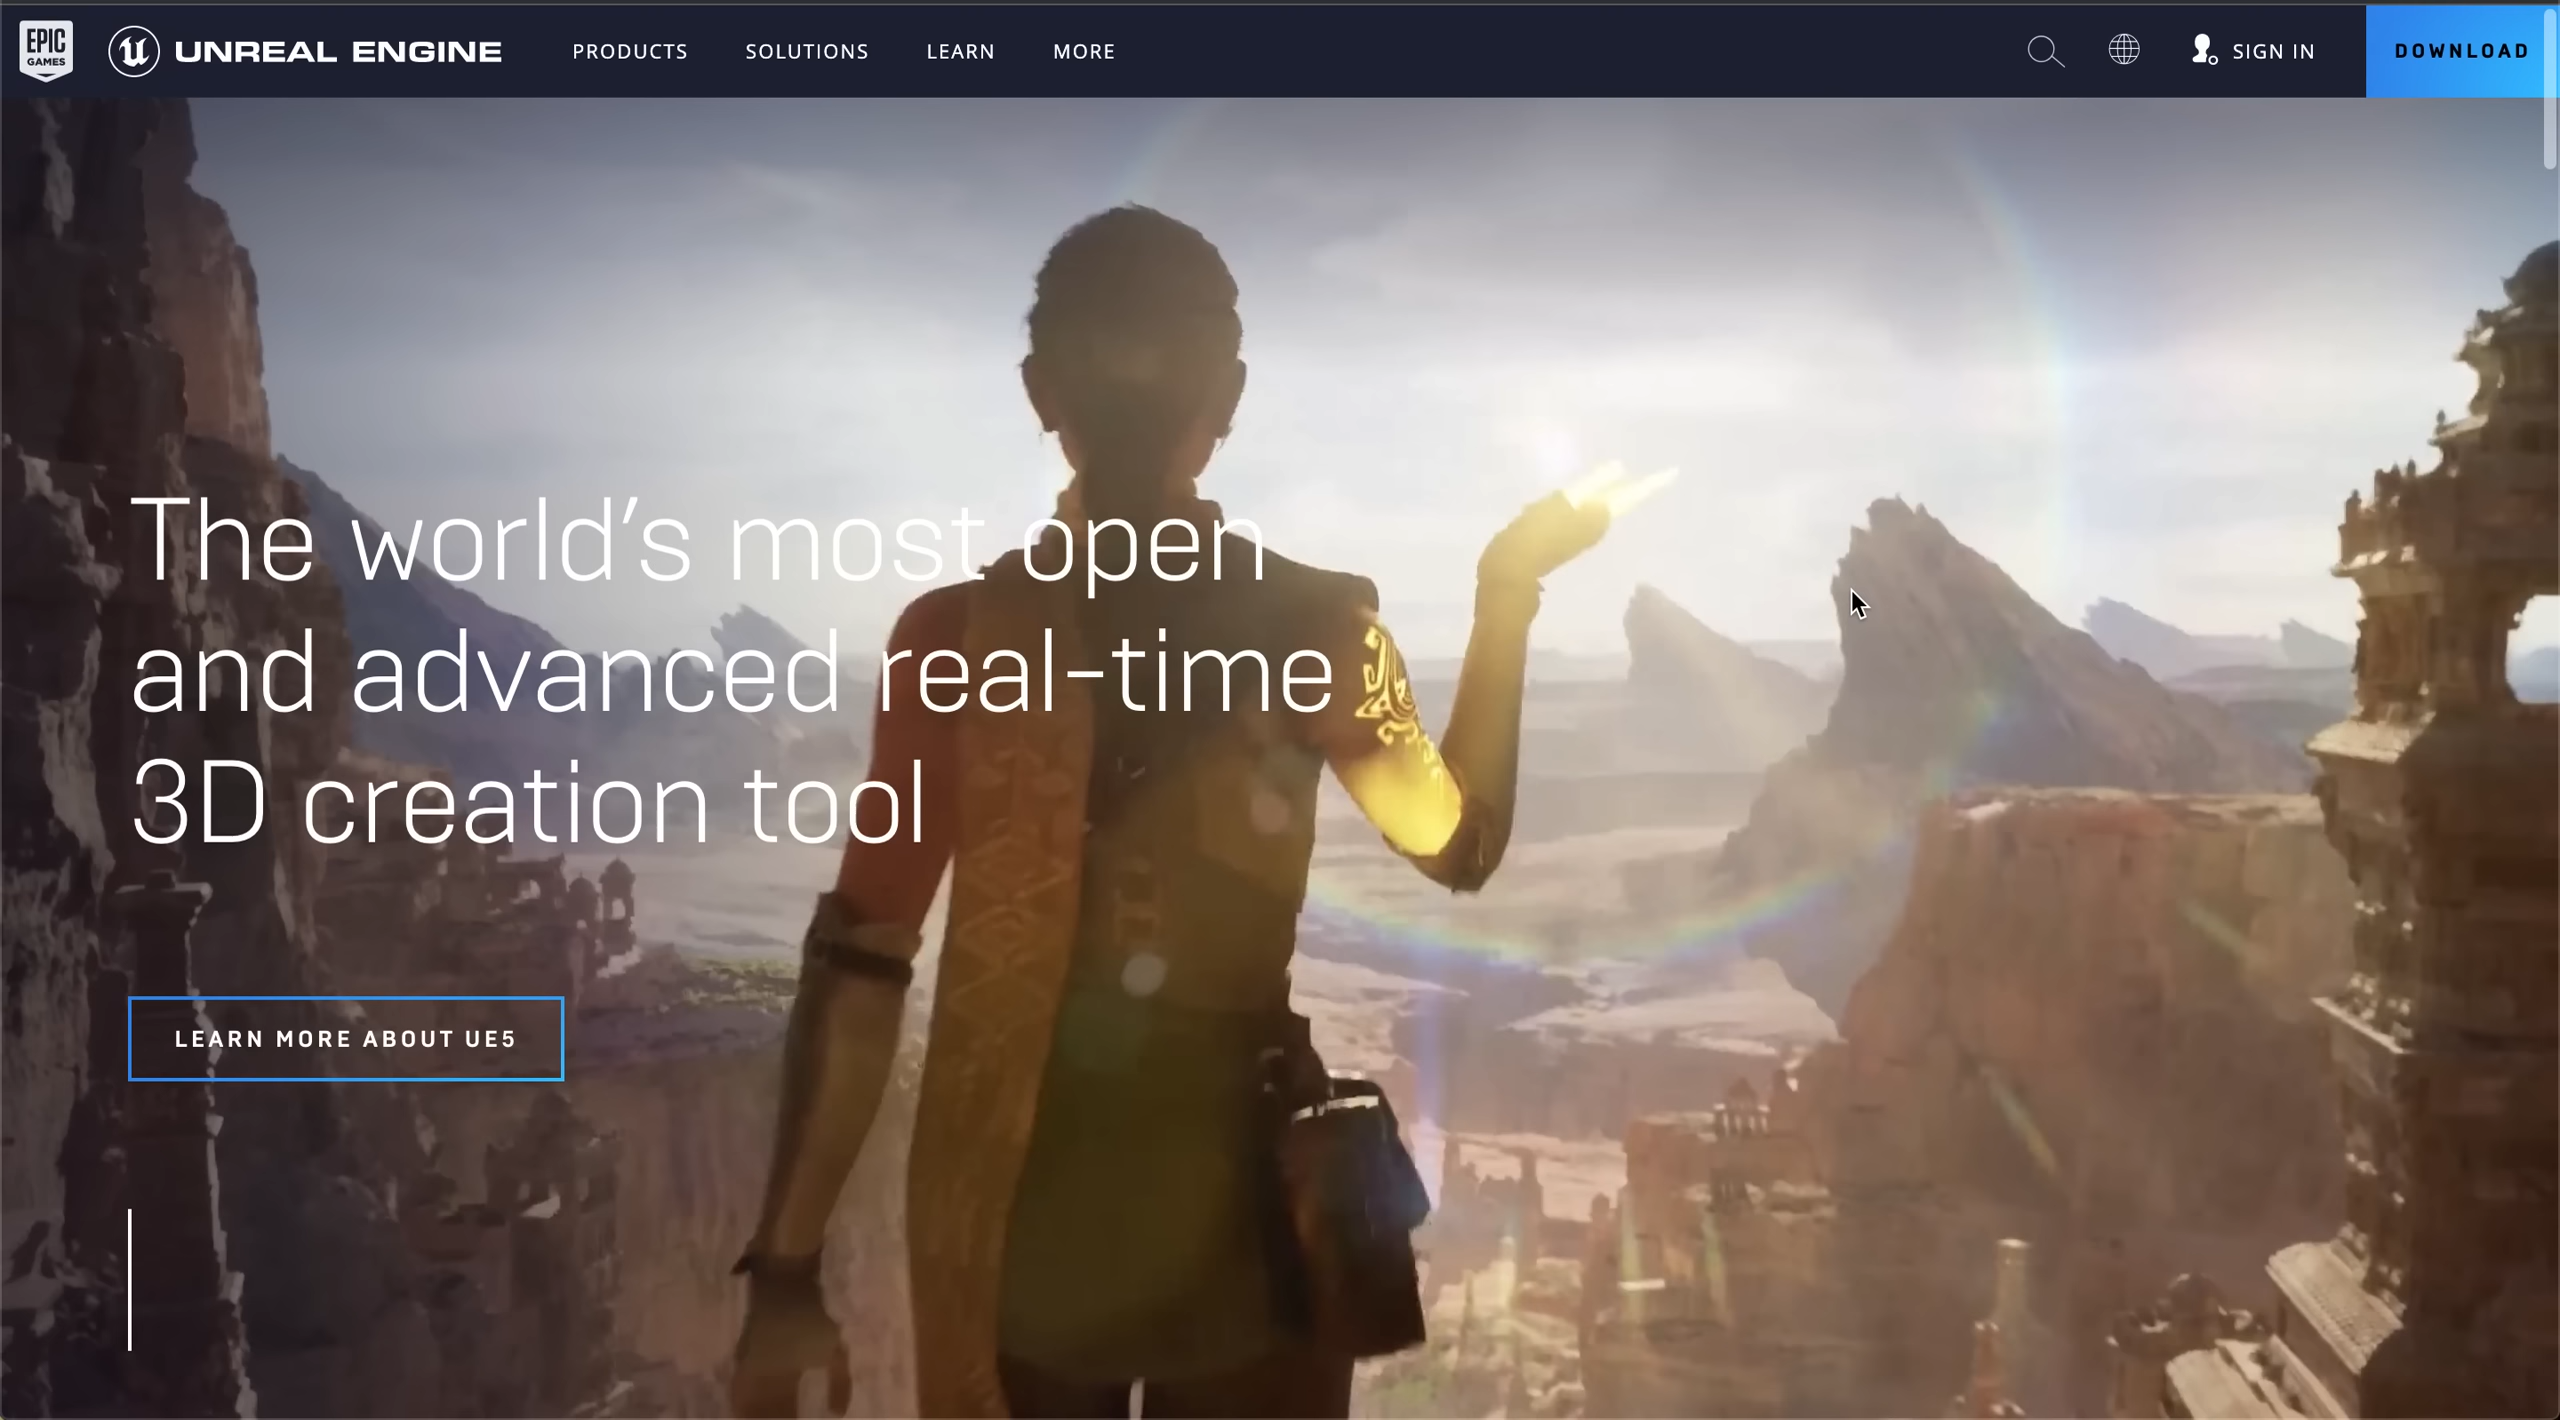 EPIC
GAMES
UNREAL ENGINE
PRODUCTS
SOLUTIONS
LEARN
MORE
SIGN IN
DOWNLOAD
The world’s most open
and advanced real-time
3D creation tool
LEARN MORE ABOUT UE5